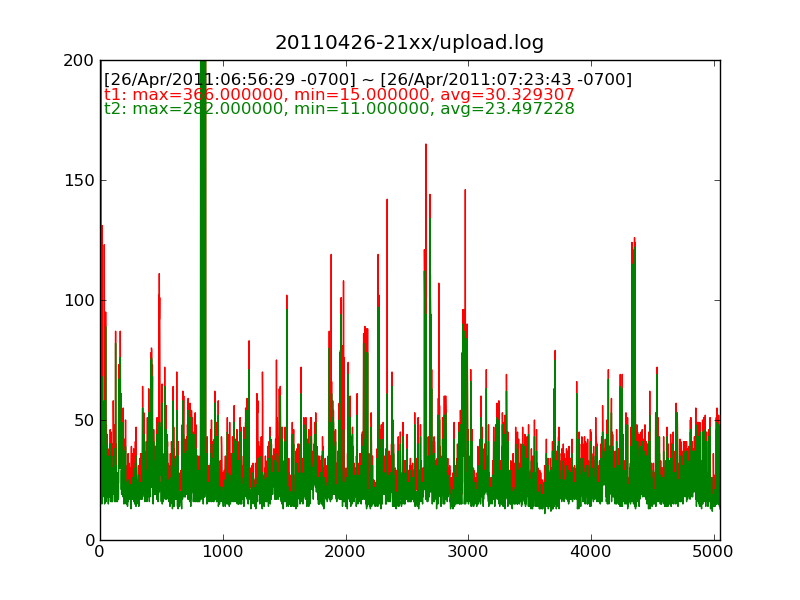 20110426-21xx/upload.log
200
[26/Apr/2011:06:56:29 -0700] ~ [26/Apr/2011:07:23:43 -0700]
t1: max=366.000000, min=15.000000, avg=30.329307
t2: max=282.000000, min=11.000000, avg=23.497228
150
100
50
0
0 1000 2000 3000 4000 5000